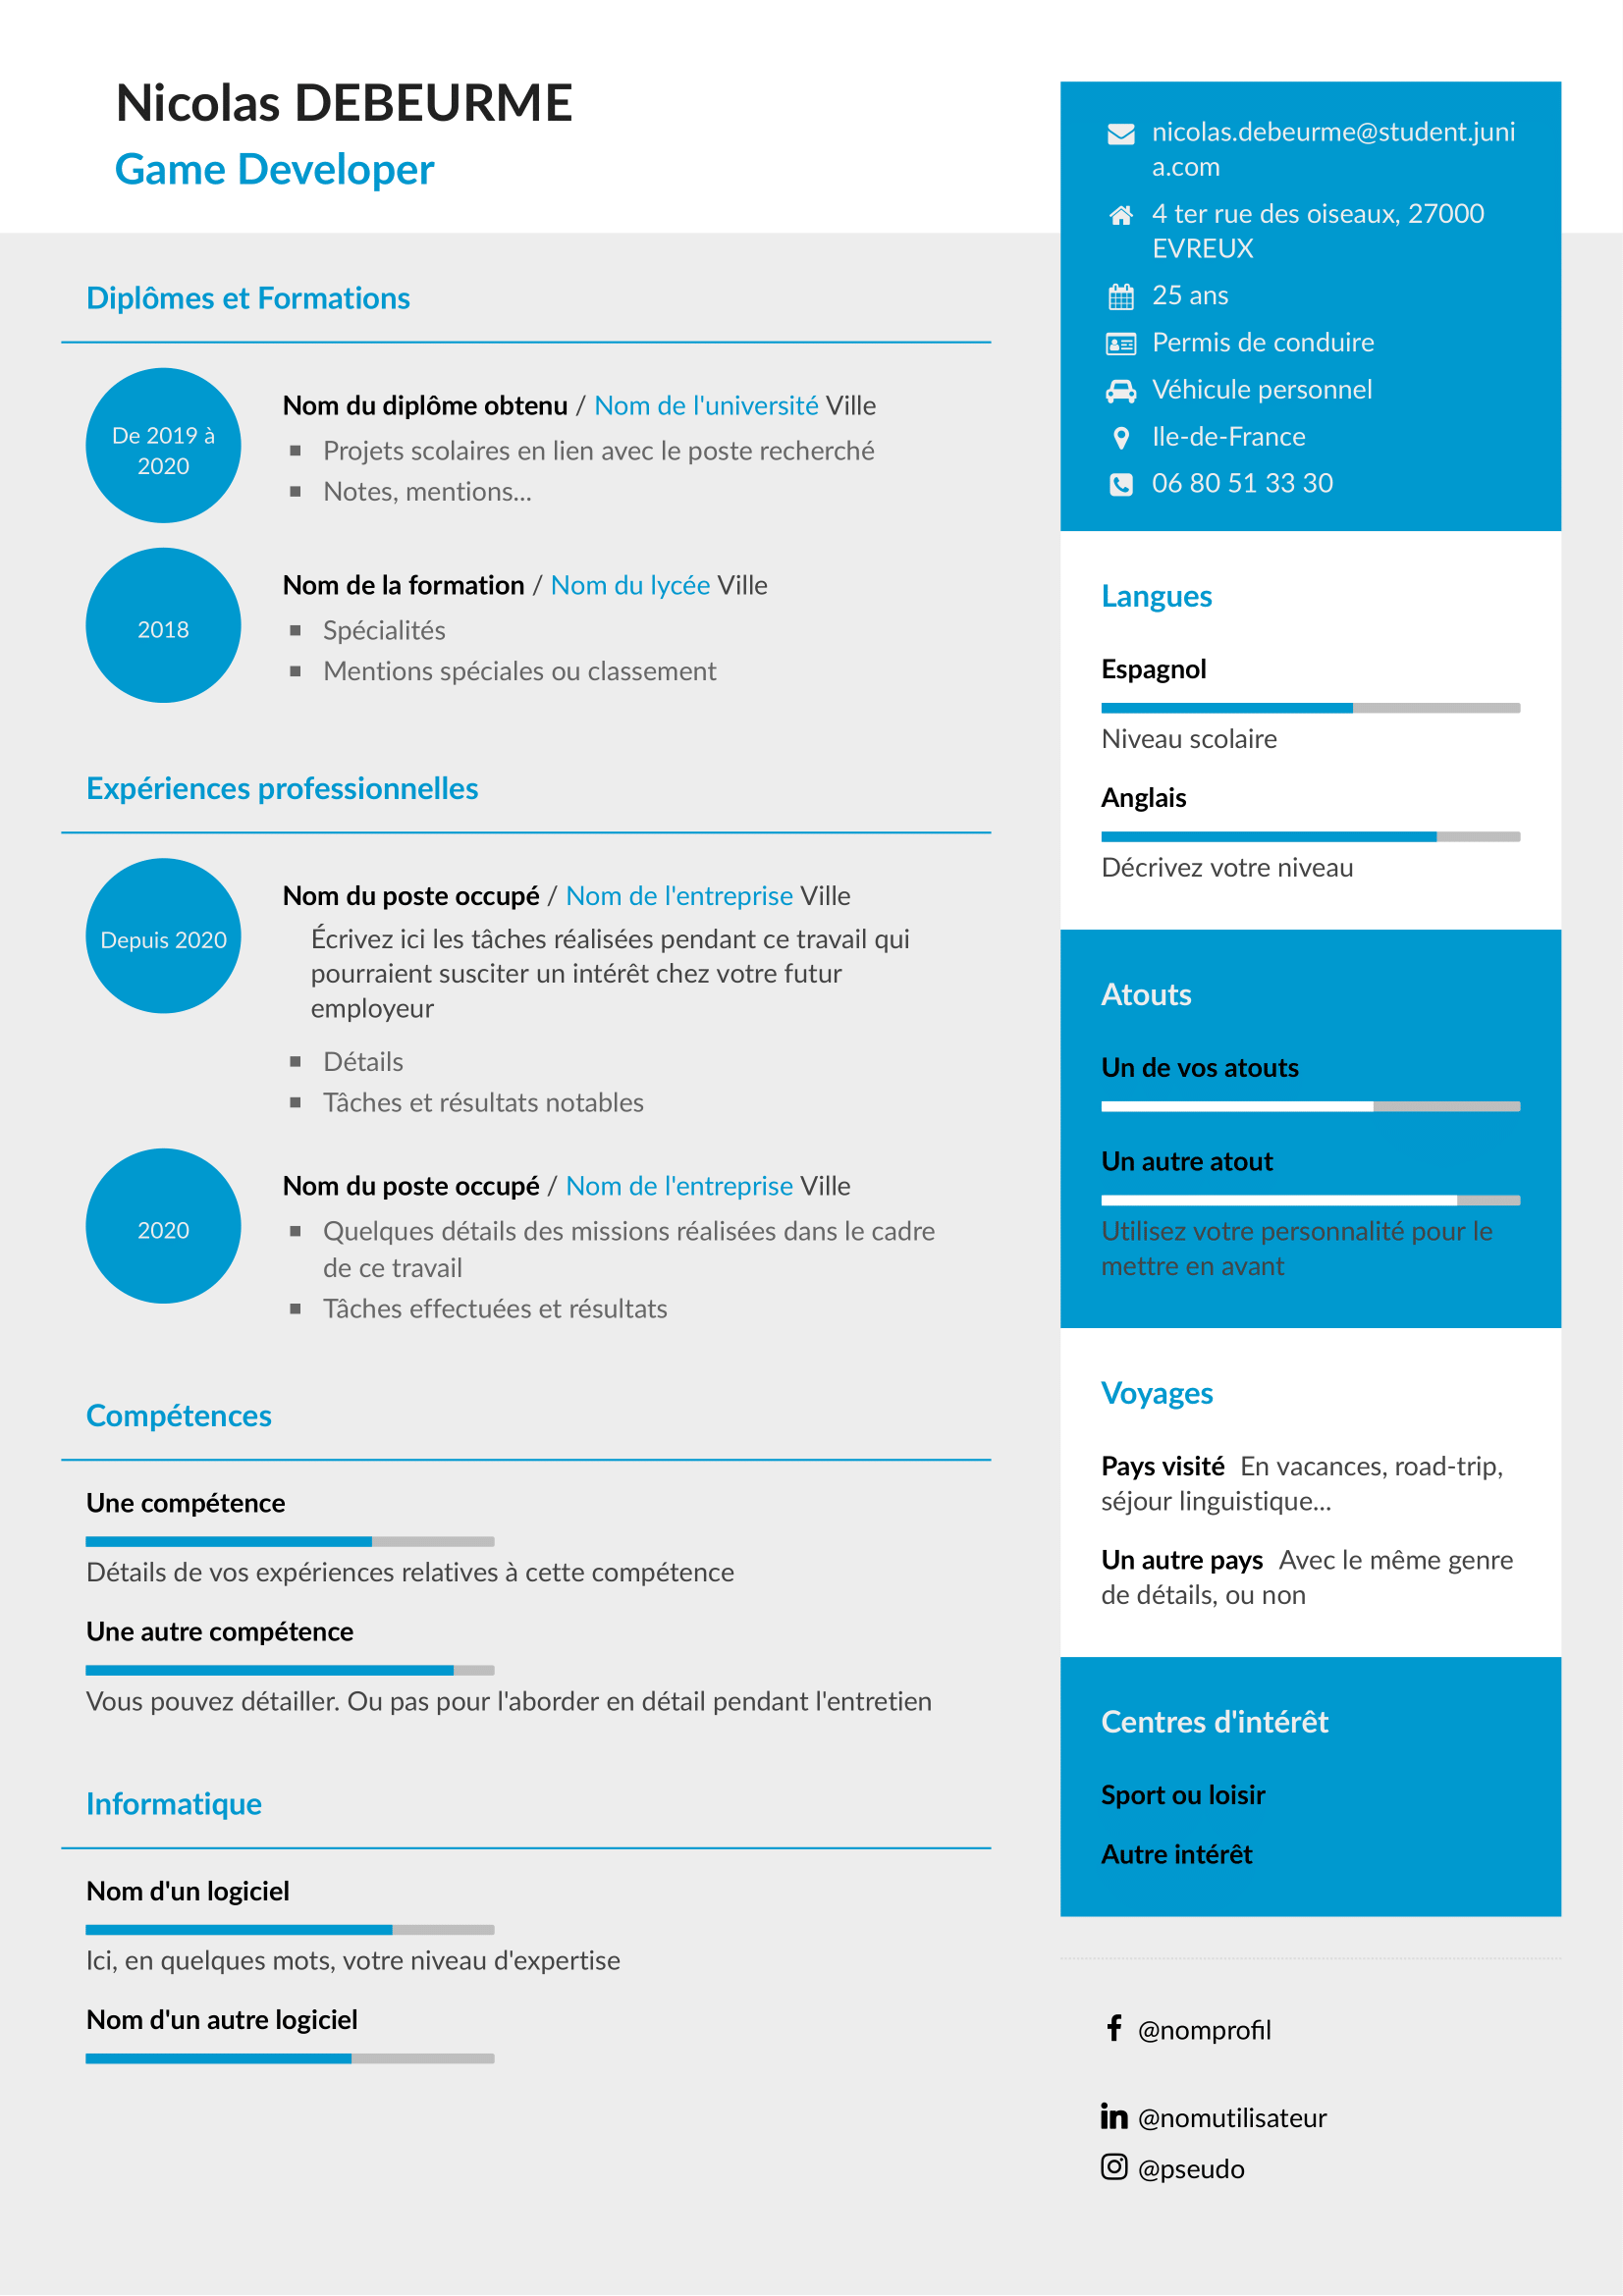 Nicolas DEBEURME
Game Developer
nicolas.debeurme@student.juni
a.com
4 ter rue des oiseaux, 27000
EVREUX
25 ans
Permis de conduire
Véhicule personnel
Ile-de-France
06 80 51 33 30
Diplômes et Formations
De 2019 à
2020
Nom du diplôme obtenu / Nom de l'université Ville
Projets scolaires en lien avec le poste recherché
Notes, mentions...
2018
Nom de la formation / Nom du lycée Ville
Spécialités
Mentions spéciales ou classement
Expériences professionnelles
Depuis 2020
Nom du poste occupé / Nom de l'entreprise Ville
Écrivez ici les tâches réalisées pendant ce travail qui
pourraient susciter un intérêt chez votre futur
employeur
Détails
Tâches et résultats notables
2020
Nom du poste occupé / Nom de l'entreprise Ville
Quelques détails des missions réalisées dans le cadre
de ce travail
Tâches effectuées et résultats
Compétences
Une compétence
Détails de vos expériences relatives à cette compétence
Une autre compétence
Vous pouvez détailler. Ou pas pour l'aborder en détail pendant l'entretien
Informatique
Nom d'un logiciel
Ici, en quelques mots, votre niveau d'expertise
Nom d'un autre logiciel
Langues
Espagnol
Niveau scolaire
Anglais
Décrivez votre niveau
Atouts
Un de vos atouts
Un autre atout
Utilisez votre personnalité pour le
mettre en avant
Voyages
Pays visité En vacances, road-trip,
séjour linguistique...
Un autre pays Avec le même genre
de détails, ou non
Centres d'intérêt
Sport ou loisir
Autre intérêt
@nomprofil
@nomutilisateur
@pseudo